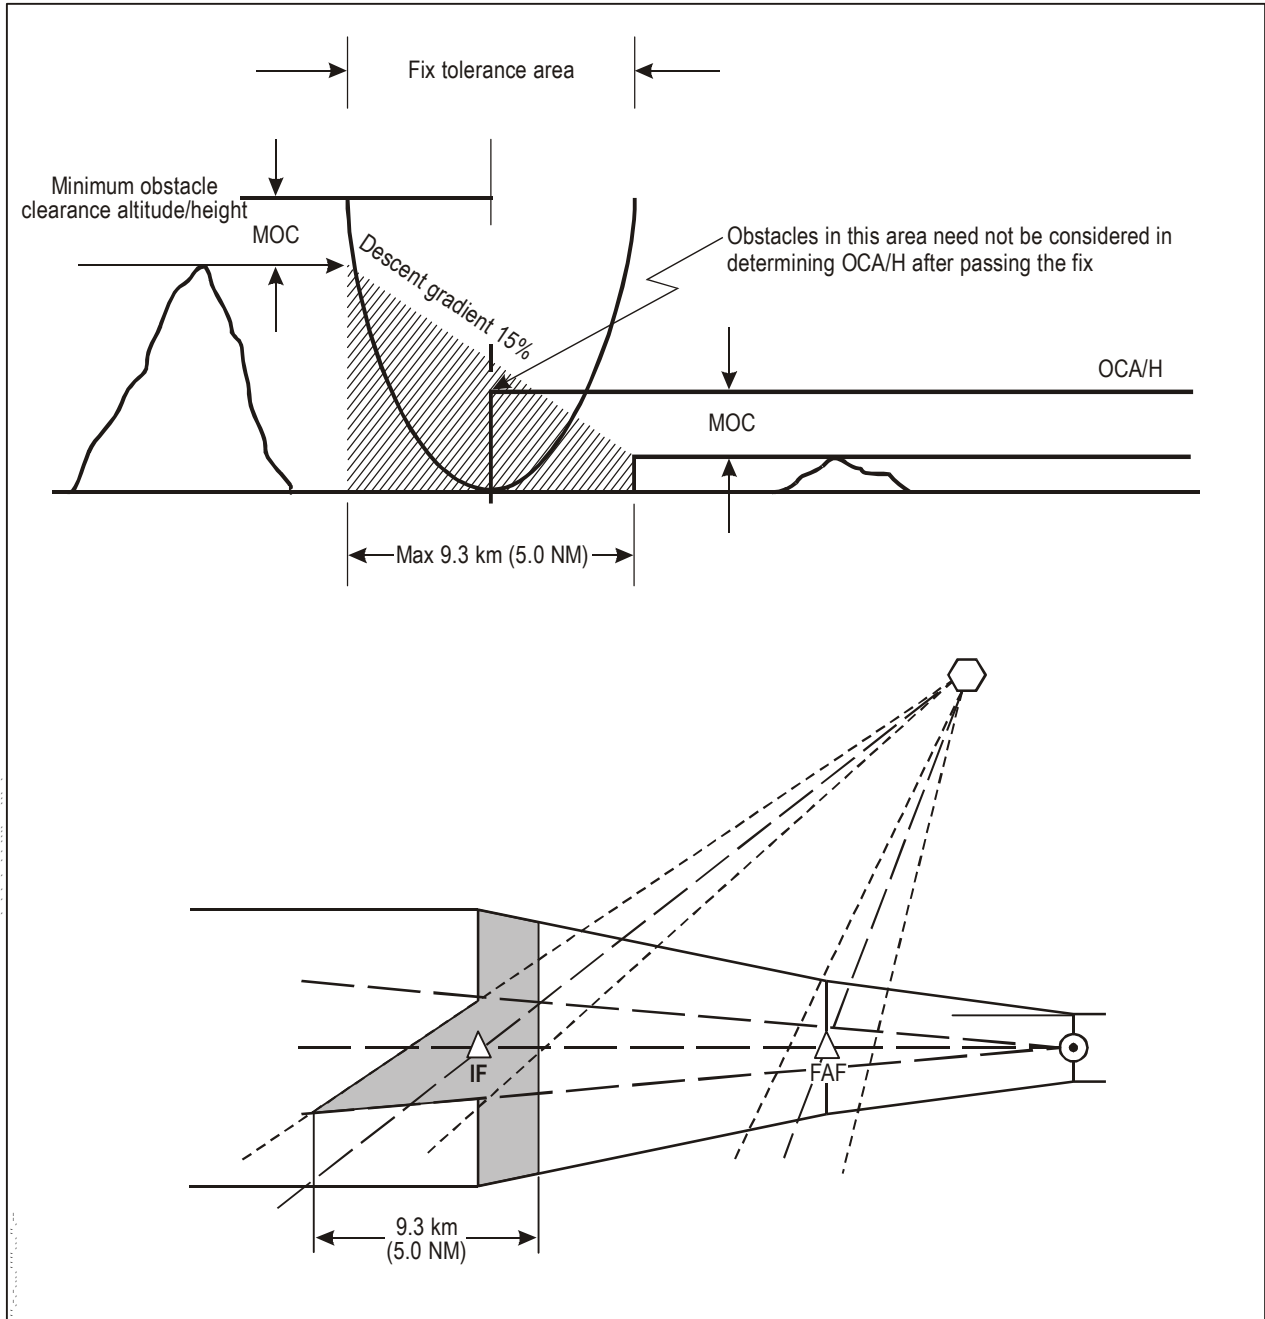 Fix tolerance area
Minimum obstacle
clearance altitude/height
MOC
Descent gradient 15%
Obstacles in this area need not be considered in
determining OCA/H after passing the fix
OCA/H
MOC
Max 9.3 km (5.0 NM)
IF
FAF
9.3 km
(5.0 NM)